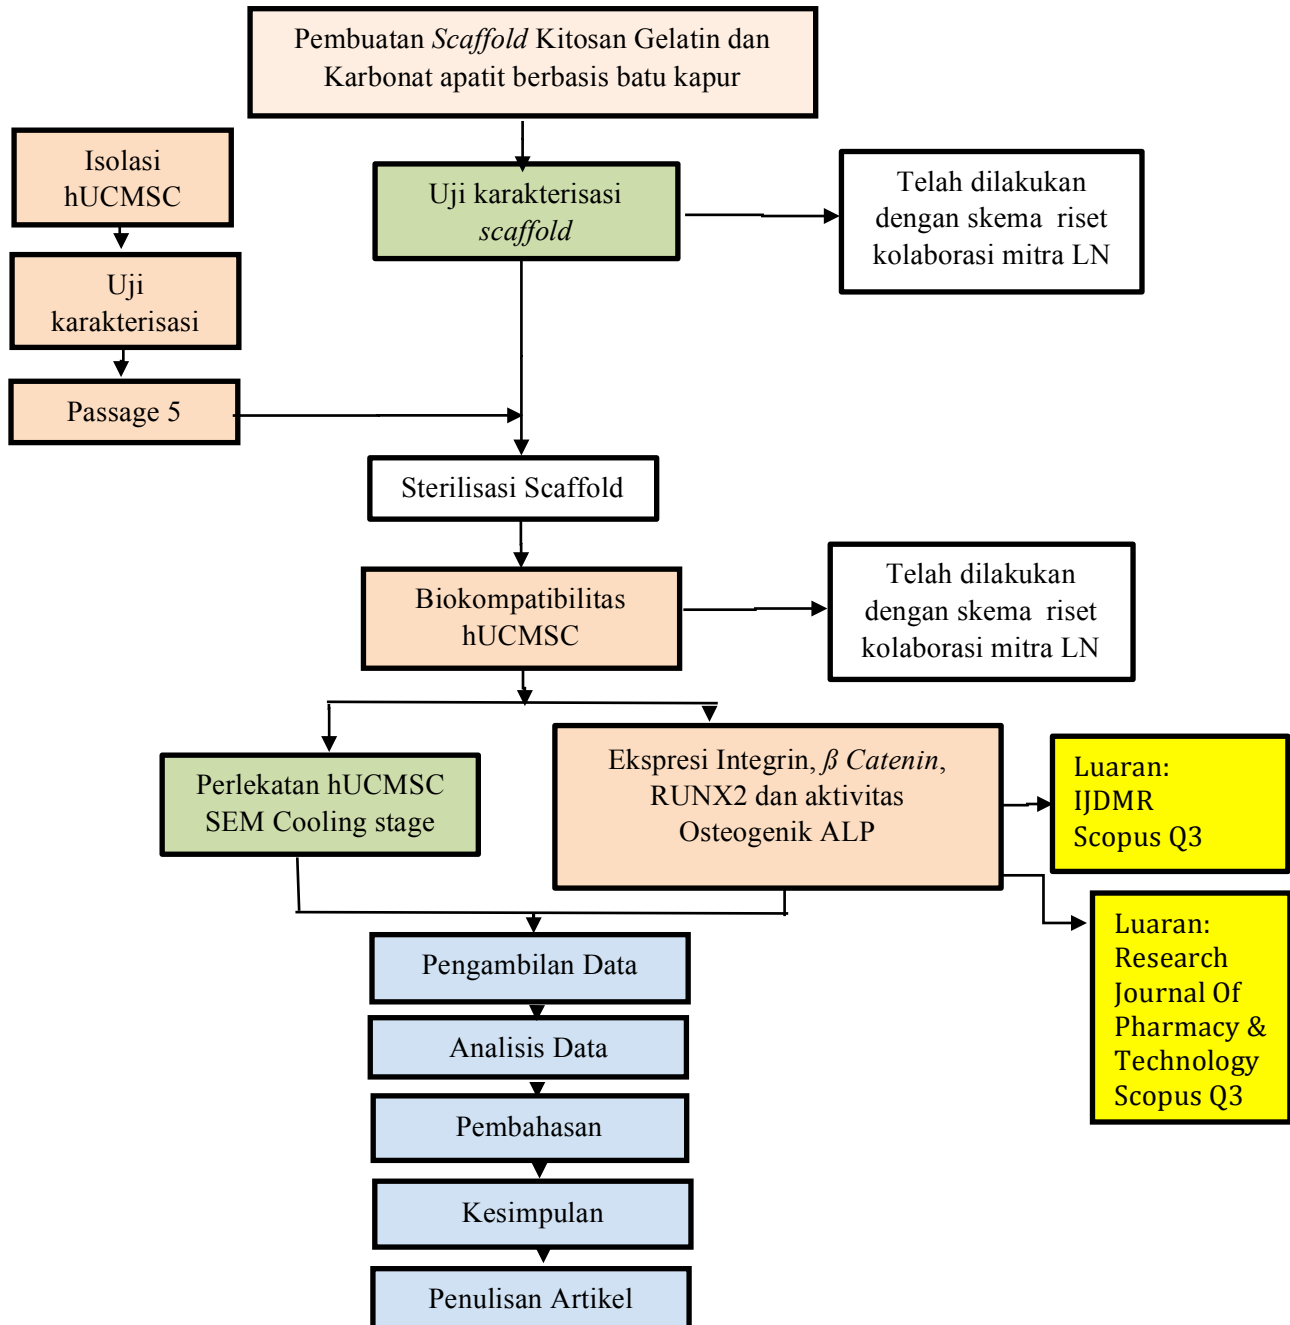 Pembuatan Scaffold Kitosan Gelatin dan
Karbonat apatit berbasis batu kapur
Isolasi
hUCMSC
Uji karakterisasi
scaffold
Telah dilakukan
dengan skema riset
kolaborasi mitra LN
Uji
karakterisasi
Passage 5
Sterilisasi Scaffold
Biokompatibilitas
hUCMSC
Telah dilakukan
dengan skema riset
kolaborasi mitra LN
Perlekatan hUCMSC
SEM Cooling stage
Ekspresi Integrin, ß Catenin,
RUNX2 dan aktivitas
Osteogenik ALP
Luaran:
IJDMR
Scopus Q3
Luaran:
Research
Journal Of
Pharmacy &
Technology
Scopus Q3
Pengambilan Data
Analisis Data
Pembahasan
Kesimpulan
Penulisan Artikel